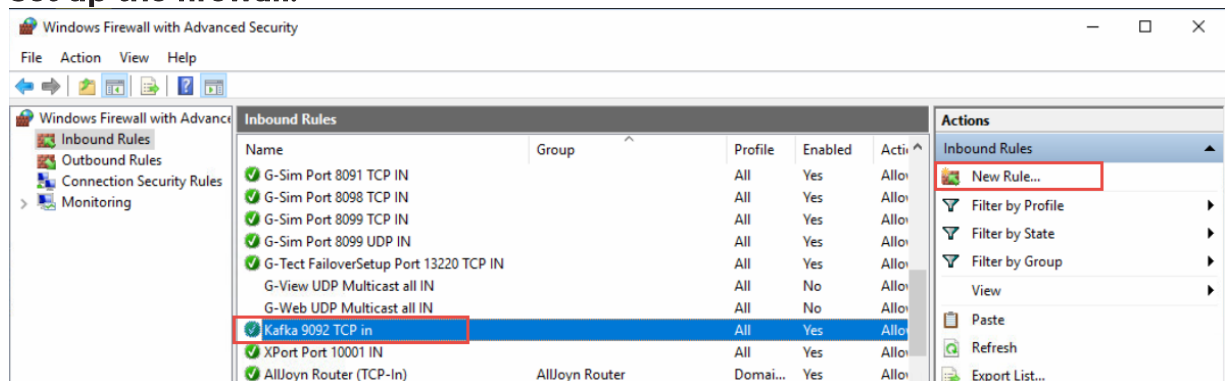 Set up the firewall.
Windows Firewall with Advanced Security
File Action View Help
Windows Firewall with Advance
Inbound Rules
Outbound Rules
Connection Security Rules
Monitoring
Inbound Rules
Name Group Profile Enabled Actio
G-Sim Port 8091 TCP IN All Yes Allov
G-Sim Port 8098 TCP IN All Yes Allov
G-Sim Port 8099 TCP IN All Yes Allov
G-Sim Port 8099 UDP IN All Yes Allov
G-Tect FailoverSetup Port 13220 TCP IN All Yes Allov
G-View UDP Multicast all IN All No Allov
G-Web UDP Multicast all IN All No Allov
Kafka 9092 TCP in All Yes Allov
XPort Port 10001 IN All Yes Allov
AllJoyn Router (TCP-In) AllJoyn Router Domai... Yes Allov
Actions
Inbound Rules
New Rule...
Filter by Profile
Filter by State
Filter by Group
View
Paste
Refresh
Export List...